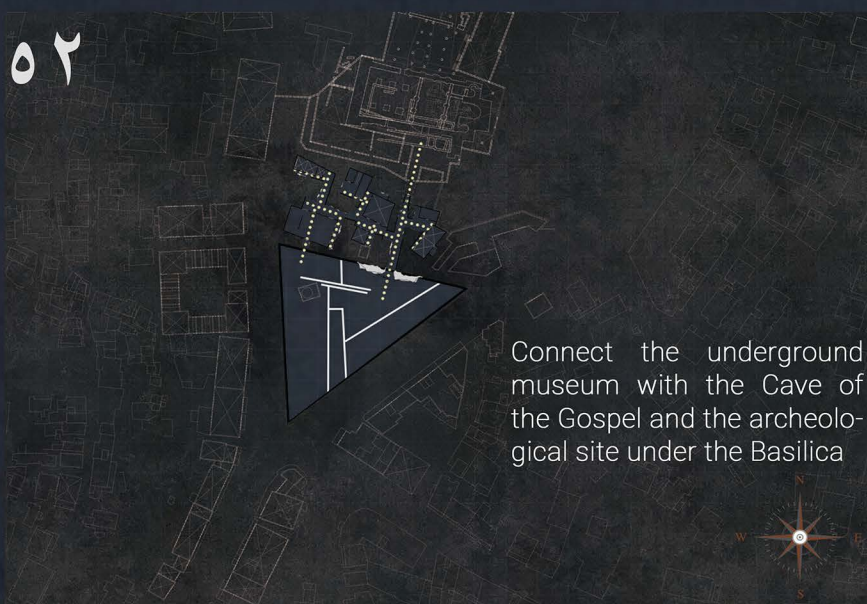 ٥٢
Connect the underground
museum with the Cave of
the Gospel and the archeolo-
gical site under the Basilica
N
W E
S